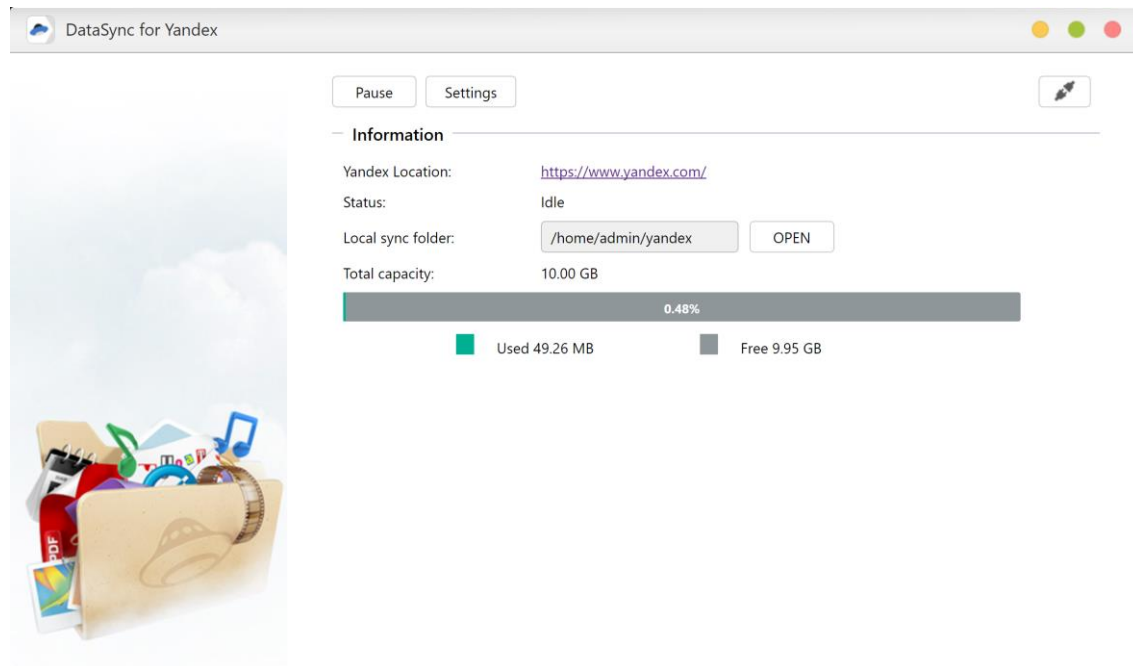 DataSync for Yandex
Pause Settings
Information
Yandex Location: https://www.yandex.com/
Status: Idle
Local sync folder: /home/admin/yandex OPEN
Total capacity: 10.00 GB
0.48%
Used 49.26 MB Free 9.95 GB
PDF